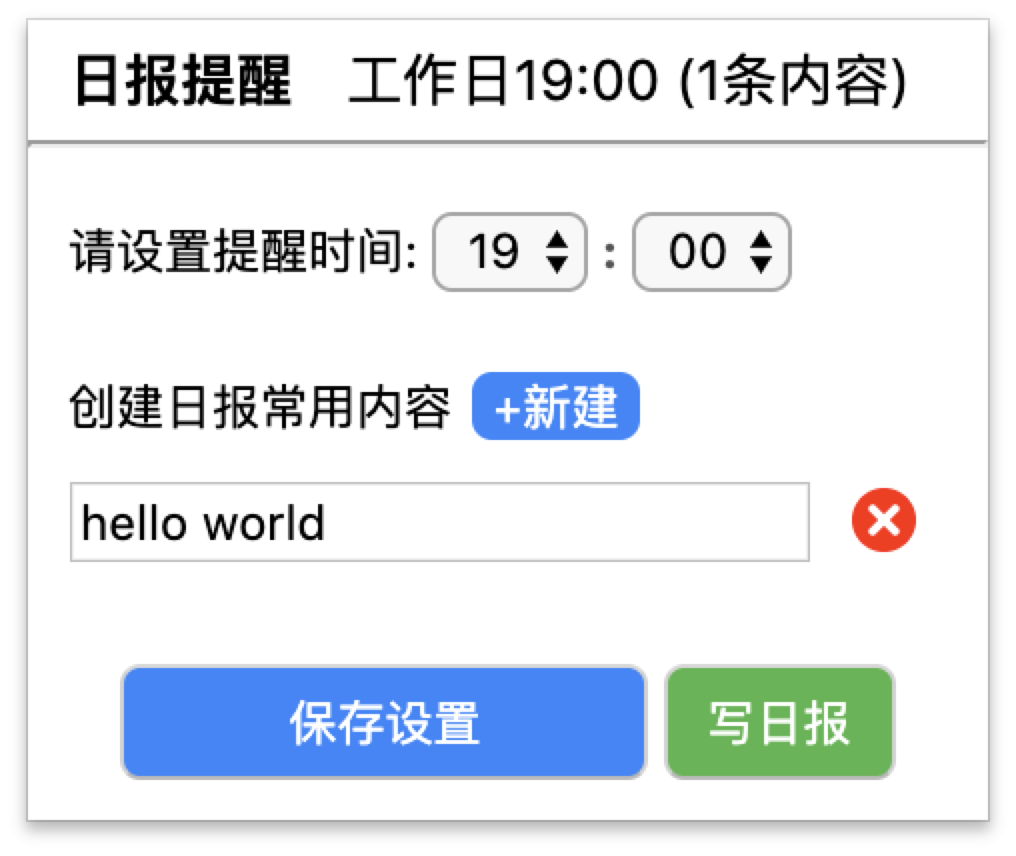 日报提醒 工作日19:00 (1条内容)
请设置提醒时间: 19 : 00
创建日报常用内容 +新建
hello world
保存设置 写日报